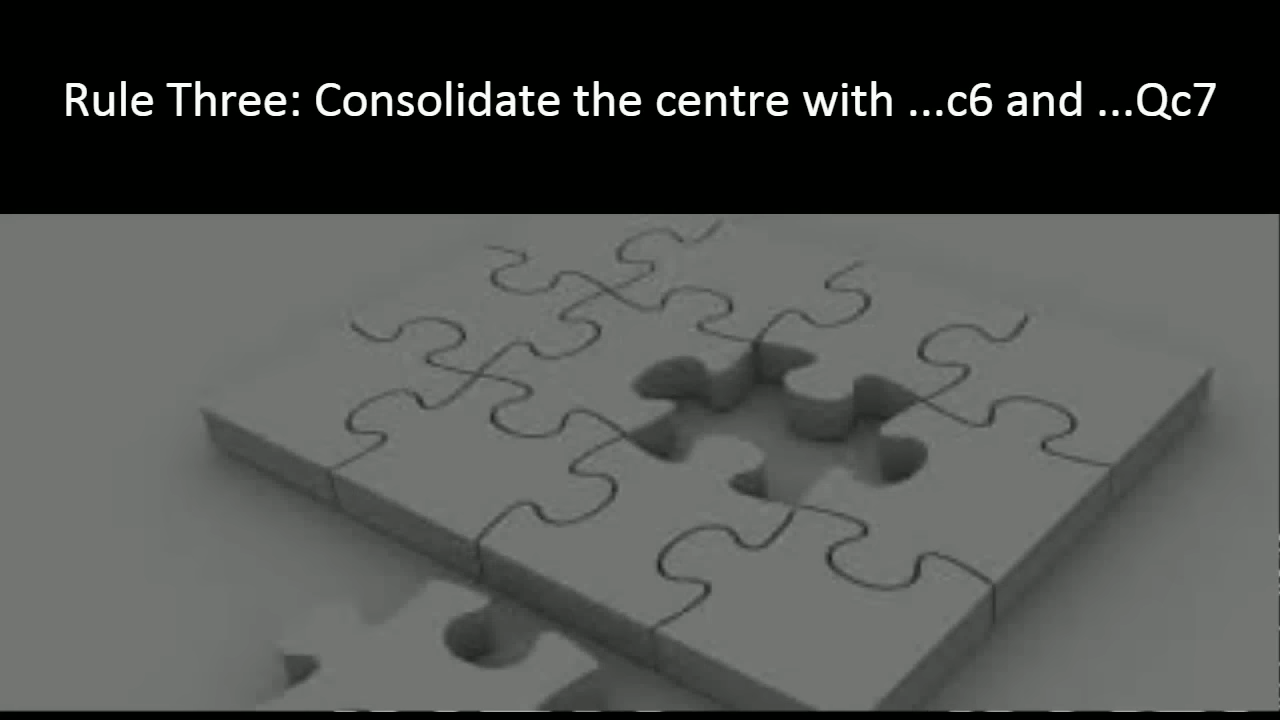 Rule Three: Consolidate the centre with ...c6 and ...Qc7